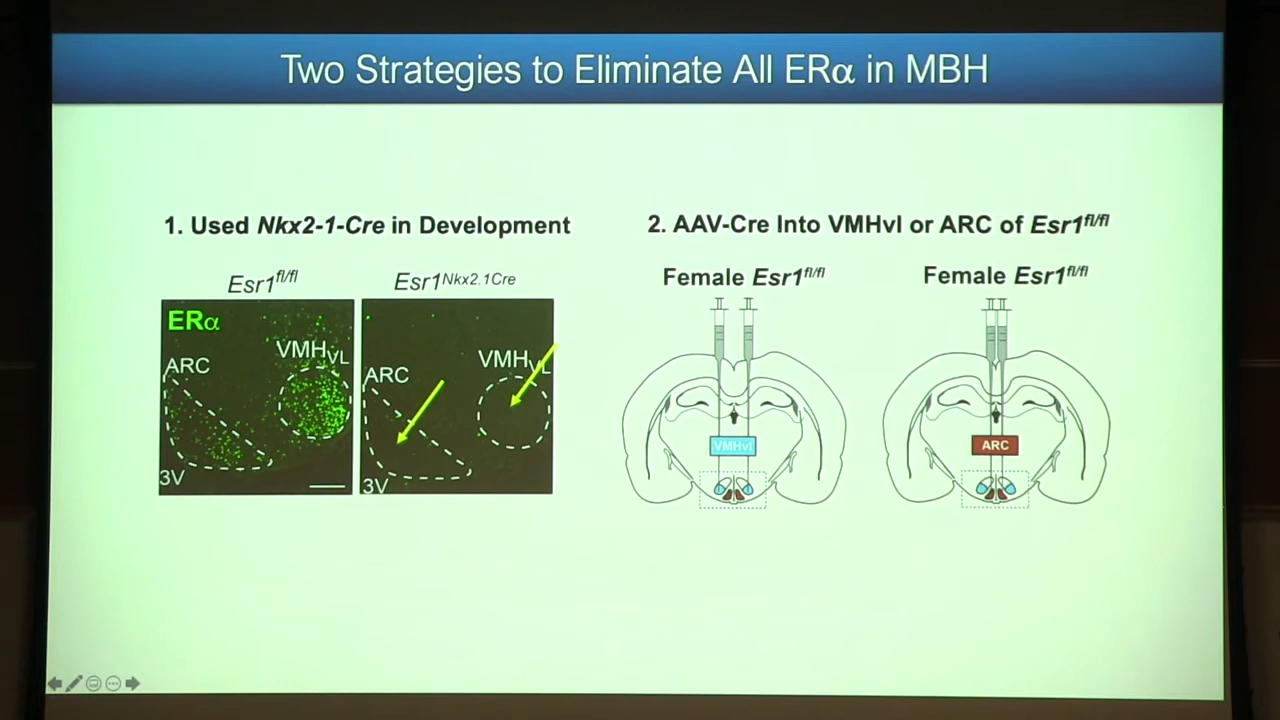 Two Strategies to Eliminate All ERα in MBH
1. Used Nkx2-1-Cre in Development
Esr1fl/fl
Esr1Nkx2.1Cre
ERα
ARC
VMHVL
3V
ARC
VMHVL
3V
2. AAV-Cre Into VMHvl or ARC of Esr1fl/fl
Female Esr1fl/fl
Female Esr1fl/fl
VMHvl
ARC